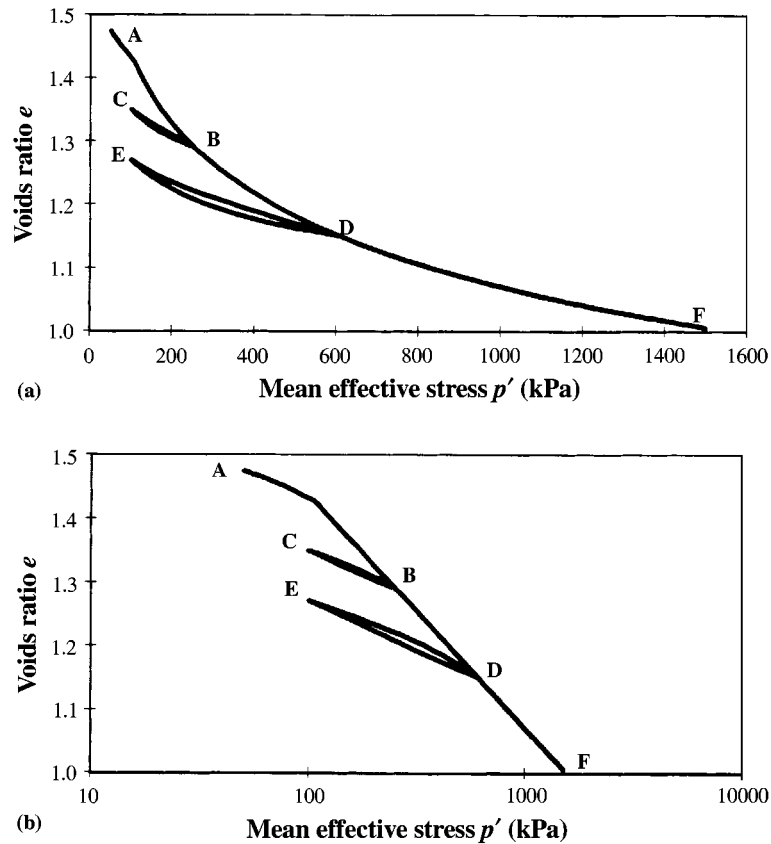 1.5
A
1.4
C
1.3
B
E
1.2
D
1.1
F
1.0
0 200 400 600 800 1000 1200 1400 1600
Voids ratio e
(a) Mean effective stress p′ (kPa)
1.5
A
1.4
C
1.3
B
E
1.2
D
1.1
F
1.0
10 100 1000 10000
Voids ratio e
(b) Mean effective stress p′ (kPa)